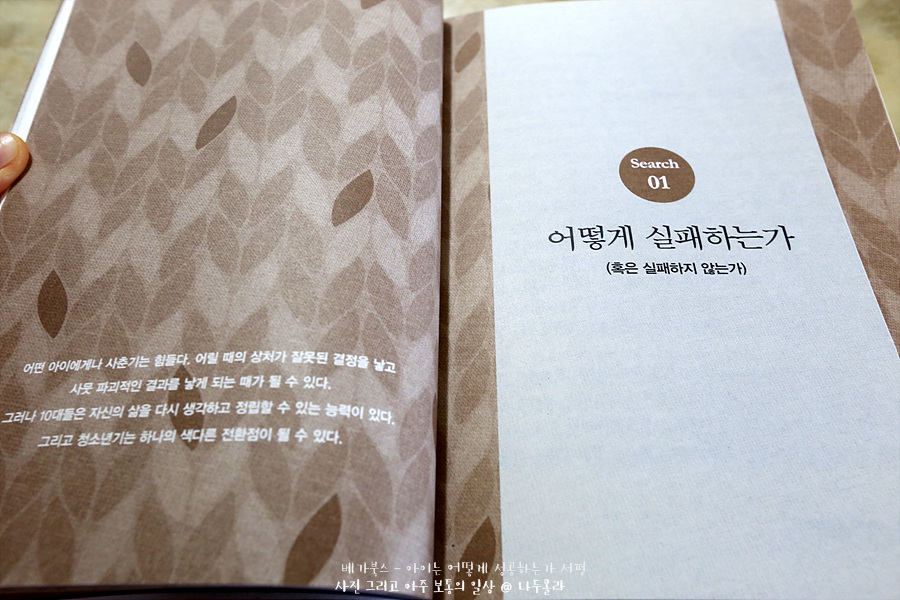 어떤 아이에게나 사춘기는 힘들다. 어릴 때의 상처가 잘못된 결정을 낳고
사뭇 파괴적인 결과를 낳게 되는 때가 될 수 있다.
그러나 10대들은 자신의 삶을 다시 생각하고 정립할 수 있는 능력이 있다.
그리고 청소년기는 하나의 색다른 전환점이 될 수 있다.
Search
01
어떻게 실패하는가
(혹은 실패하지 않는가)
베가북스 - 아이는 어떻게 성공하는가 서평
사진 그리고 아주 보통의 일상 @ 나두훌라